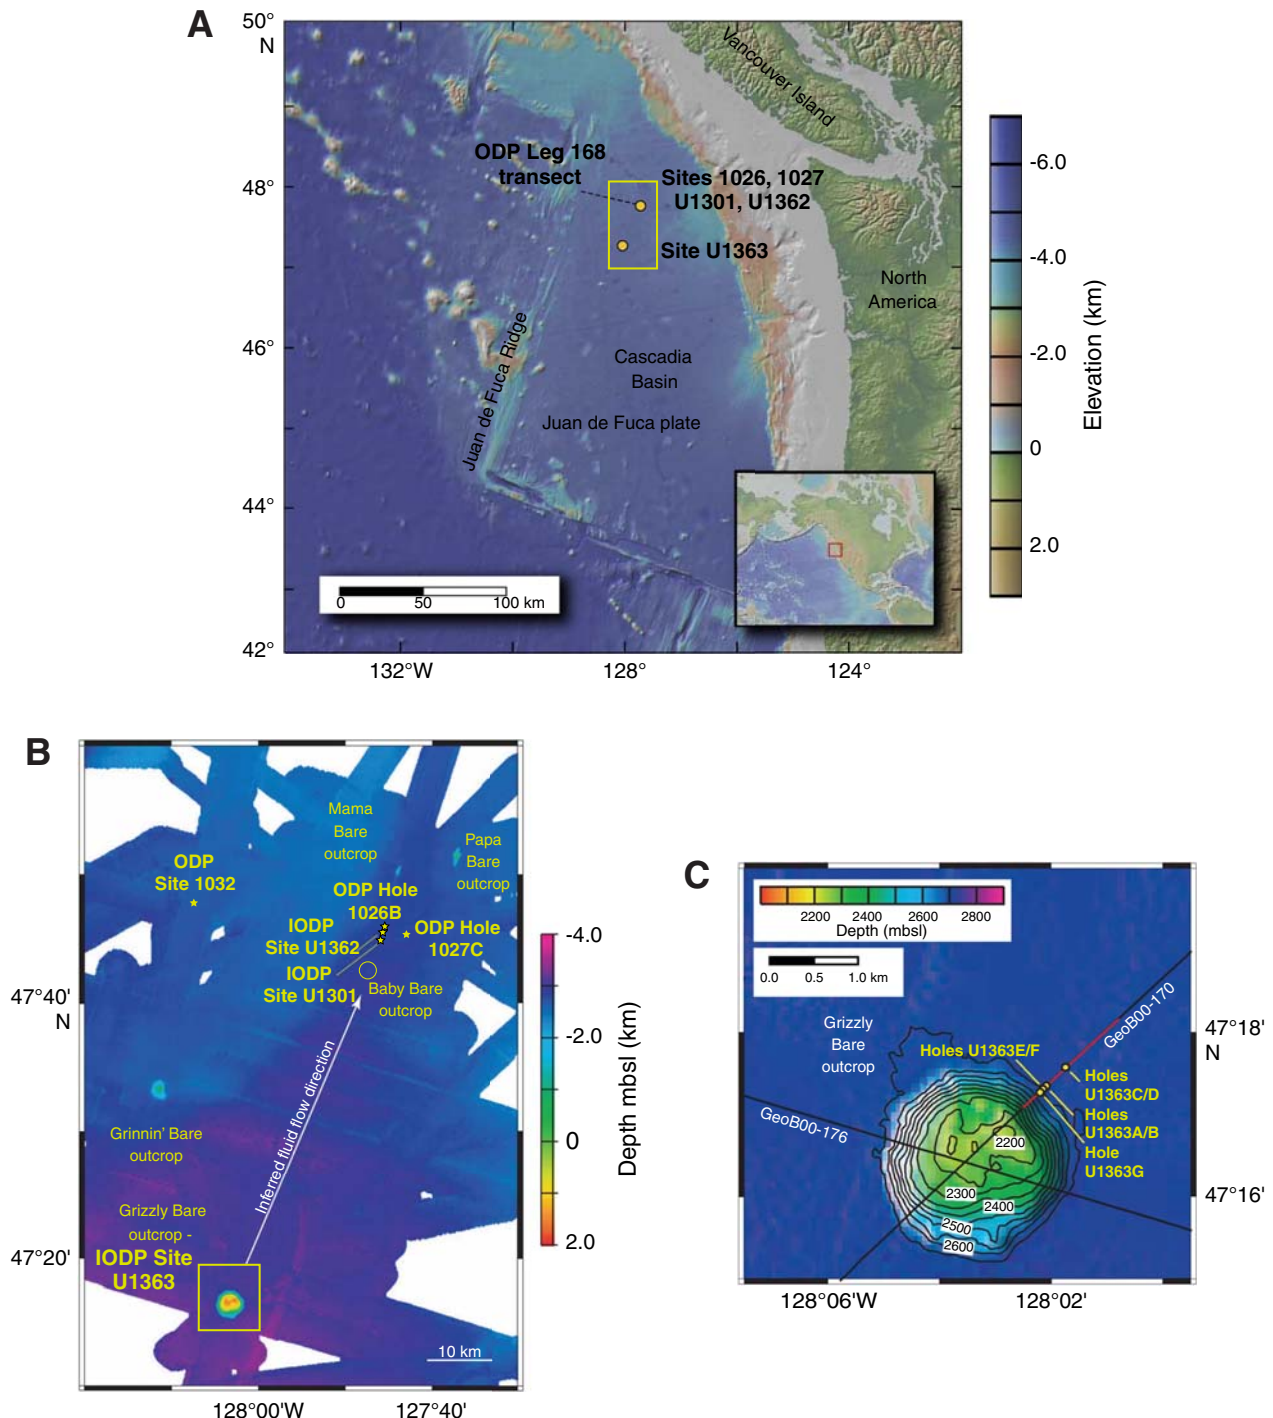 A
50°
N
48°
46°
44°
42°
132°W
128°
124°
Vancouver Island
ODP Leg 168
transect
Sites 1026, 1027
U1301, U1362
Site U1363
North
America
Cascadia
Basin
Juan de Fuca plate
Juan de Fuca Ridge
0
50
100 km
-6.0
-4.0
-2.0
0
2.0
Elevation (km)
B
Mama
Bare
outcrop
Papa
Bare
outcrop
ODP
Site 1032
ODP Hole
1026B
IODP
Site U1362
ODP Hole
1027C
IODP
Site U1301
Baby Bare
outcrop
Inferred fluid flow direction
Grinnin' Bare
outcrop
Grizzly Bare
outcrop -
IODP Site
U1363
10 km
47°40'
N
47°20'
128°00'W
127°40'
-4.0
-2.0
0
2.0
Depth mbsl (km)
C
2200
2400
2600
2800
Depth (mbsl)
0.0
0.5
1.0 km
Grizzly
Bare
outcrop
GeoB00-170
Holes U1363E/F
Holes
U1363C/D
Holes
U1363A/B
Hole
U1363G
GeoB00-176
2200
2300
2400
2500
2600
47°18'
N
47°16'
128°06'W
128°02'